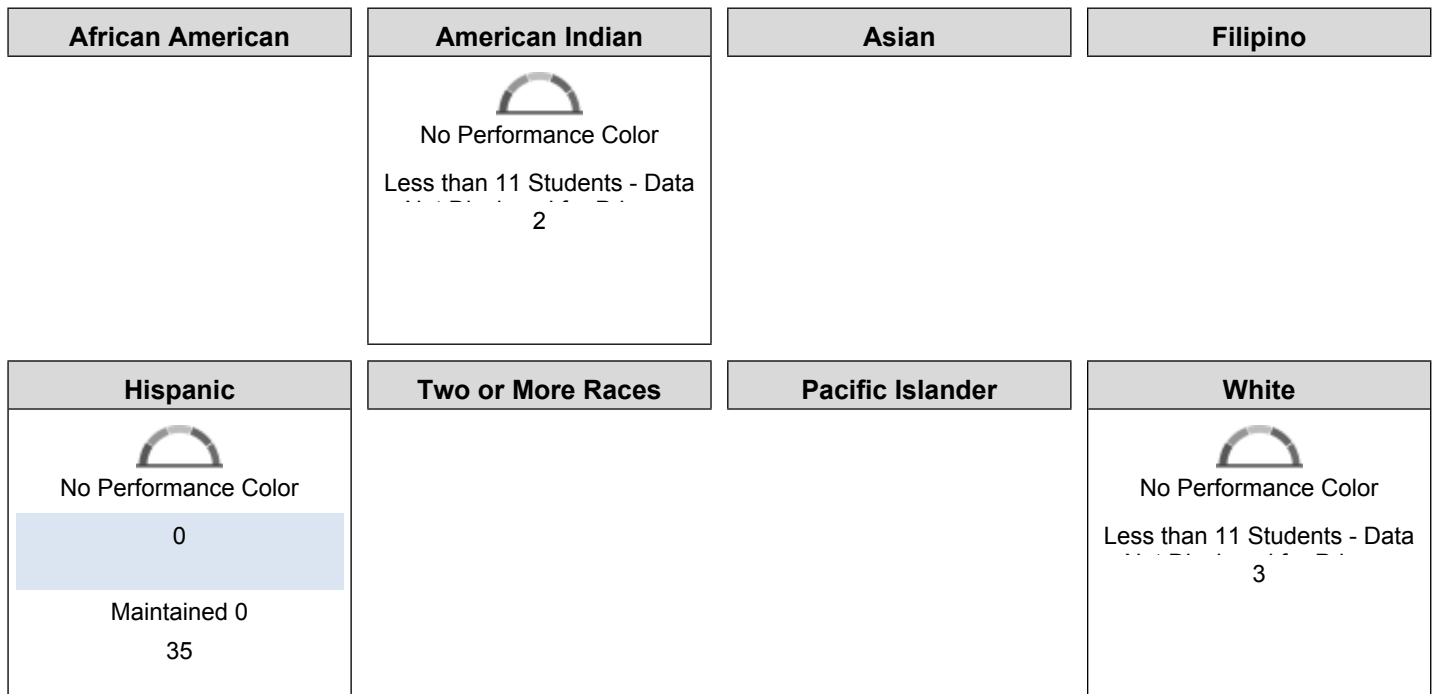 African American
American Indian
Asian
Filipino
No Performance Color
Less than 11 Students - Data
2
Hispanic
Two or More Races
Pacific Islander
White
No Performance Color
0
Maintained 0
35
No Performance Color
Less than 11 Students - Data
3